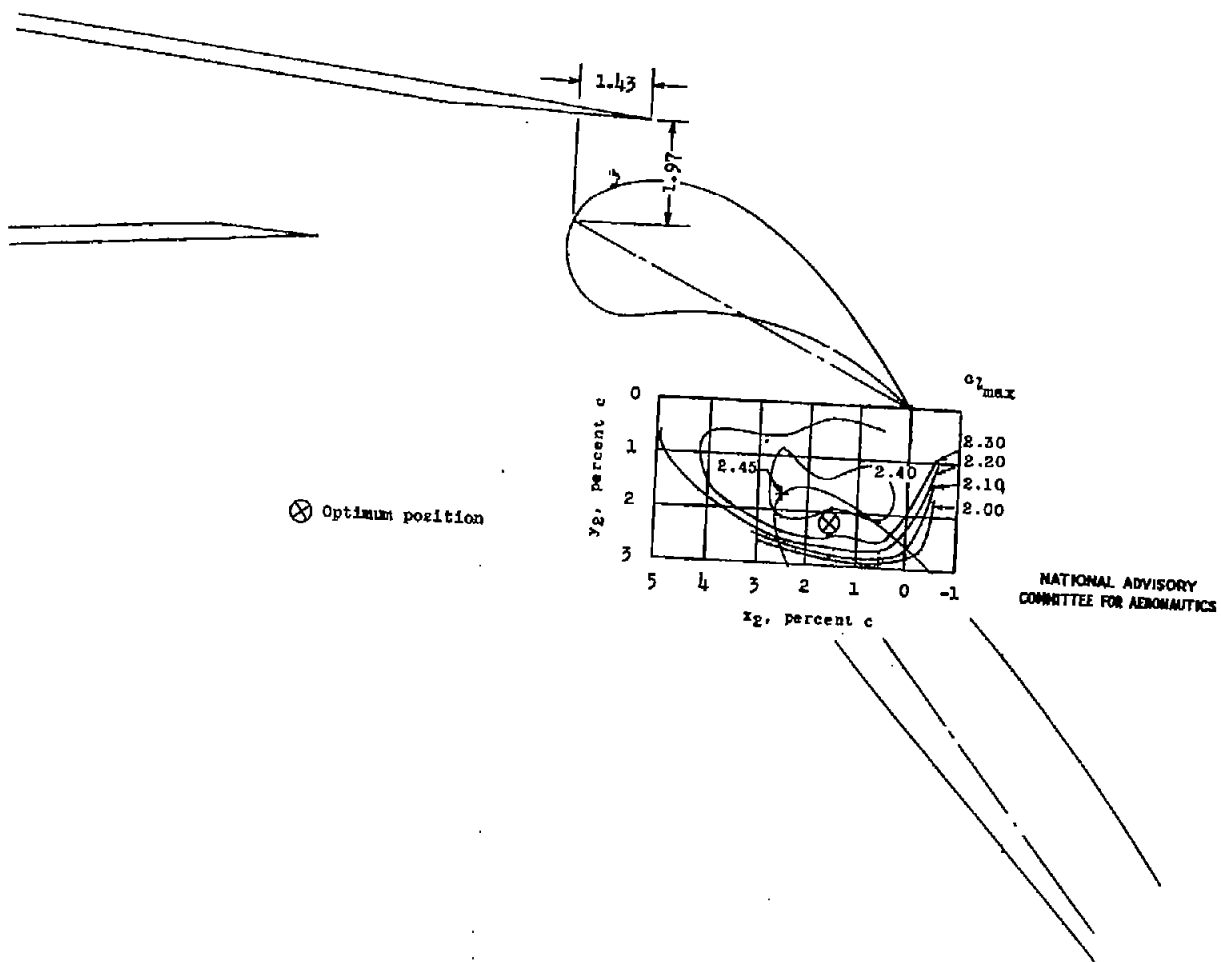 1.43
1.97
0
1
2
3
y2, percent c
5 4 3 2 1 0 -1
x2, percent c
clmax
2.30
2.20
2.10
2.00
2.45
2.40
Optimum position
NATIONAL ADVISORY
COMMITTEE FOR AERONAUTICS